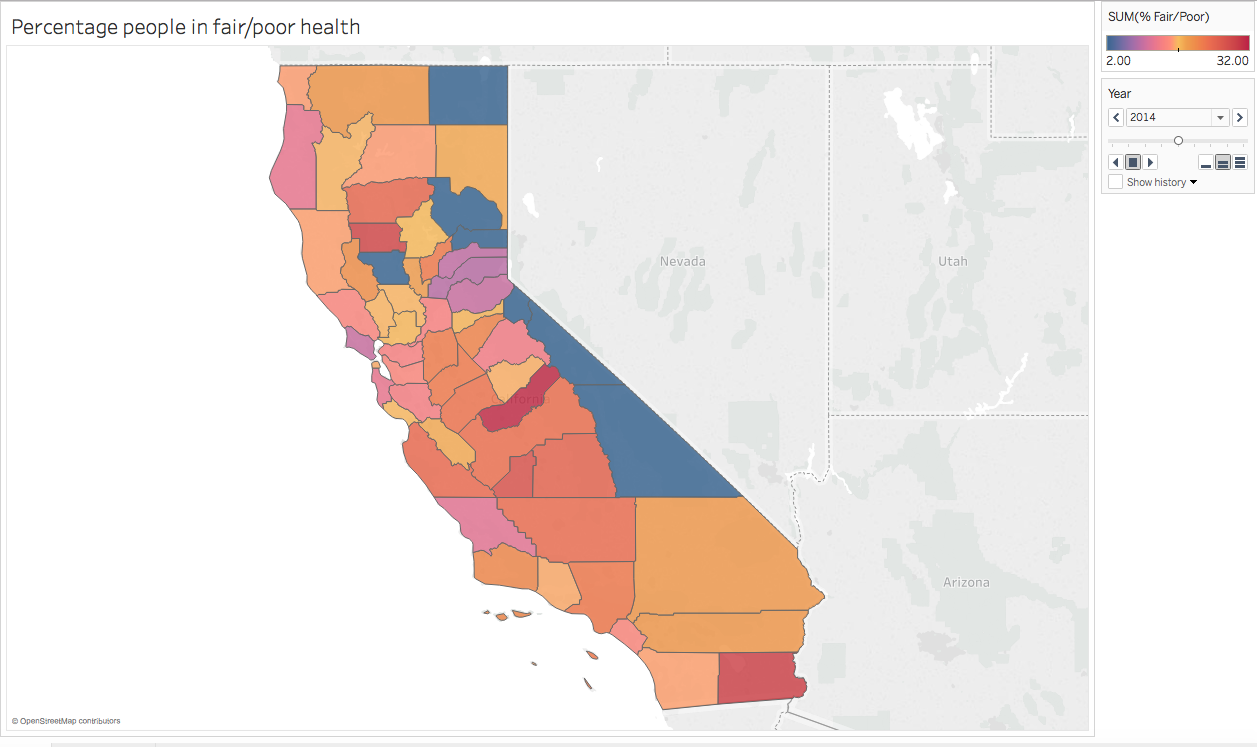 Percentage people in fair/poor health
SUM(% Fair/Poor)
2.00 32.00
Year
2014
Show history
Nevada
Utah
California
Arizona
© OpenStreetMap contributors